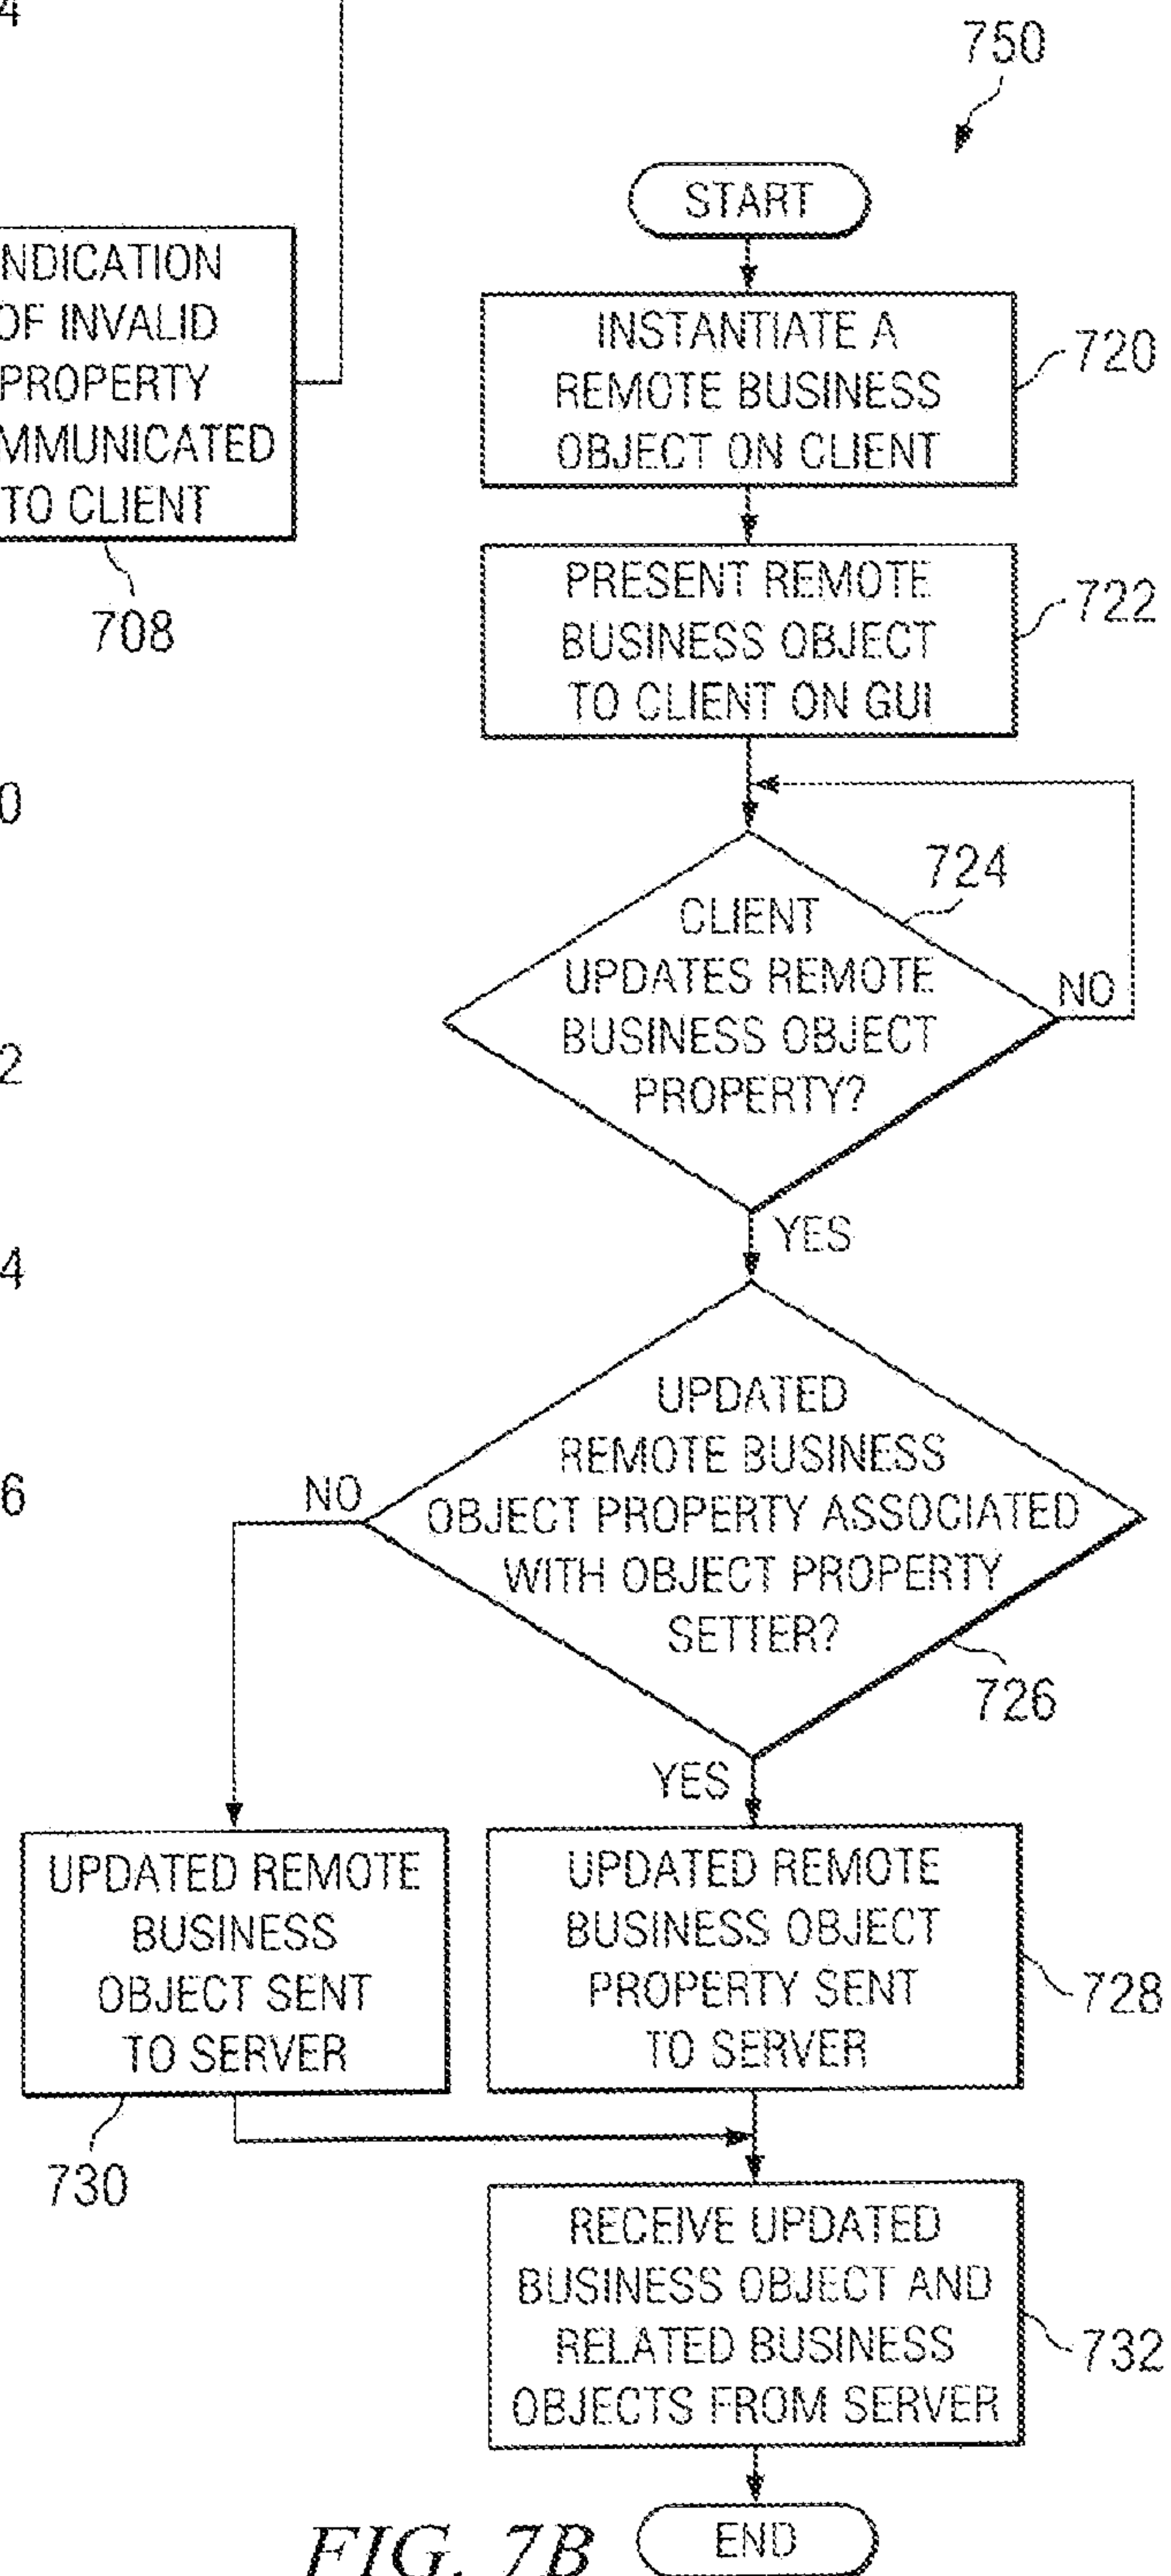 4
NDICATION
OF INVALID
PROPERTY
MMUNICATED
TO CLIENT
708
0
2
4
6
750
START
INSTANTIATE A
REMOTE BUSINESS
OBJECT ON CLIENT
720
PRESENT REMOTE
BUSINESS OBJECT
TO CLIENT ON GUI
722
724
CLIENT
UPDATES REMOTE
BUSINESS OBJECT
PROPERTY?
NO
YES
UPDATED
REMOTE BUSINESS
OBJECT PROPERTY ASSOCIATED
WITH OBJECT PROPERTY
SETTER?
NO
726
YES
UPDATED REMOTE
BUSINESS
OBJECT SENT
TO SERVER
730
UPDATED REMOTE
BUSINESS OBJECT
PROPERTY SENT
TO SERVER
728
RECEIVE UPDATED
BUSINESS OBJECT AND
RELATED BUSINESS
OBJECTS FROM SERVER
732
END
FIG. 7B